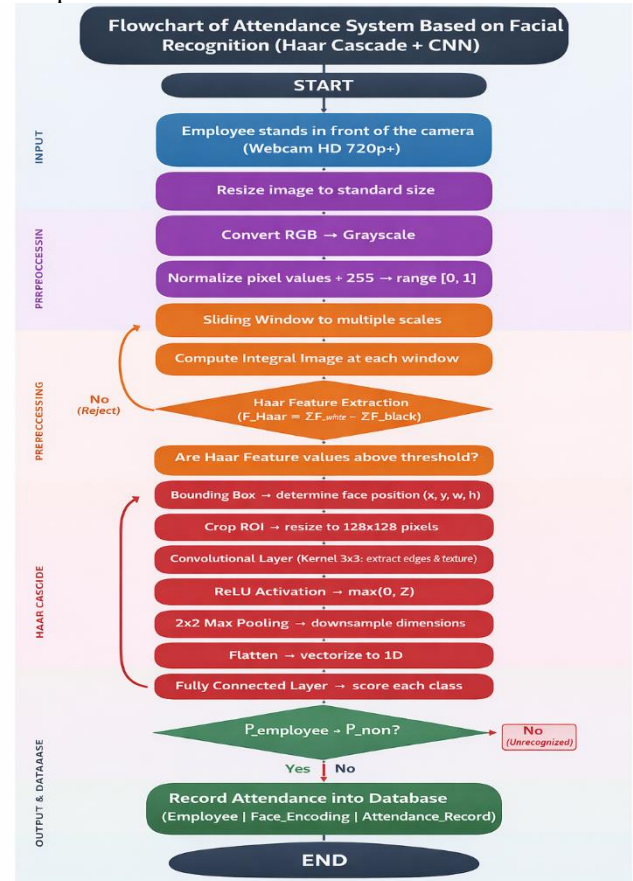 Flowchart of Attendance System Based on Facial
Recognition (Haar Cascade + CNN)
START
INPUT
Employee stands in front of the camera
(Webcam HD 720p+)
Resize image to standard size
PRRPROCCESSIN
Convert RGB → Grayscale
Normalize pixel values + 255 → range [0, 1]
Sliding Window to multiple scales
Compute Integral Image at each window
No
(Reject)
PREPBCCESSING
Haar Feature Extraction
(F_Haar = ΣF_white − ΣF_black)
Are Haar Feature values above threshold?
Bounding Box → determine face position (x, y, w, h)
Crop ROI → resize to 128x128 pixels
Convolutional Layer (Kernel 3x3: extract edges & texture)
HAAR CASGIDE
ReLU Activation → max(0, Z)
2x2 Max Pooling → downsample dimensions
Flatten → vectorize to 1D
Fully Connected Layer → score each class
P_employee → P_non?
No
(Unrecognized)
Yes No
OUTPUT & DATAAASE
Record Attendance into Database
(Employee | Face_Encoding | Attendance_Record)
END